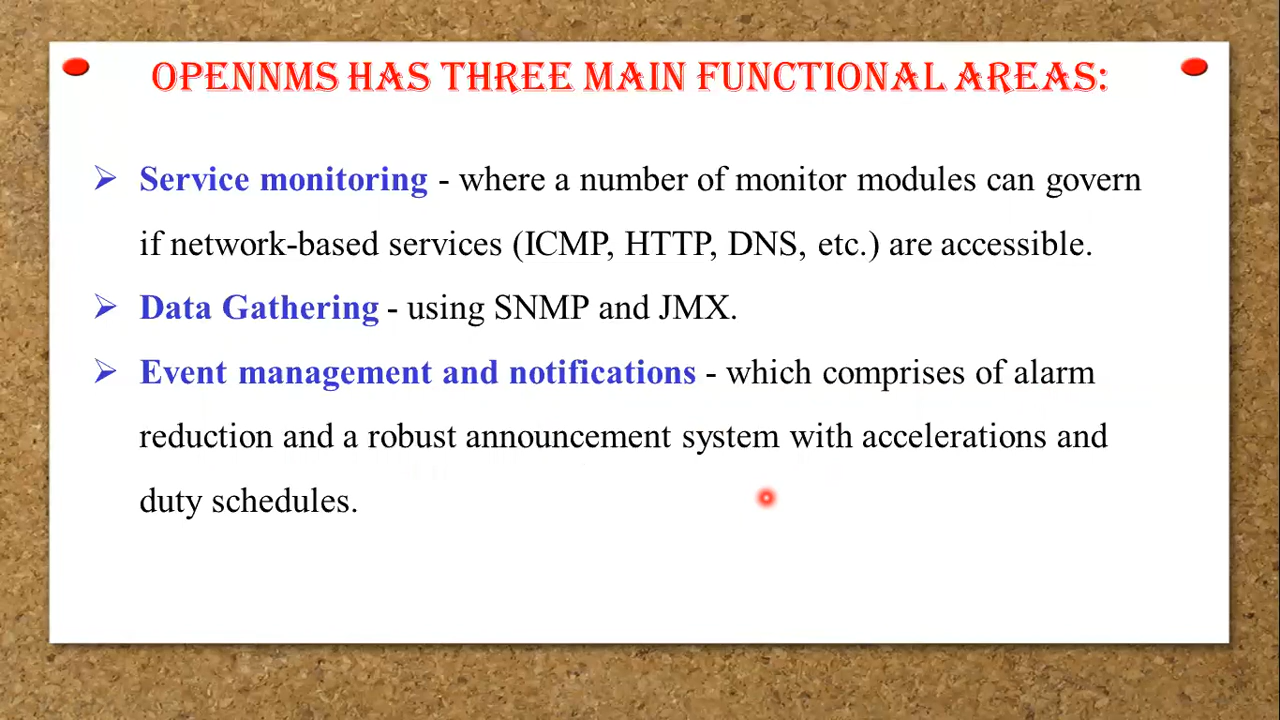 OPENNMS HAS THREE MAIN FUNCTIONAL AREAS:
Service monitoring - where a number of monitor modules can govern
if network-based services (ICMP, HTTP, DNS, etc.) are accessible.
Data Gathering - using SNMP and JMX.
Event management and notifications - which comprises of alarm
reduction and a robust announcement system with accelerations and
duty schedules.